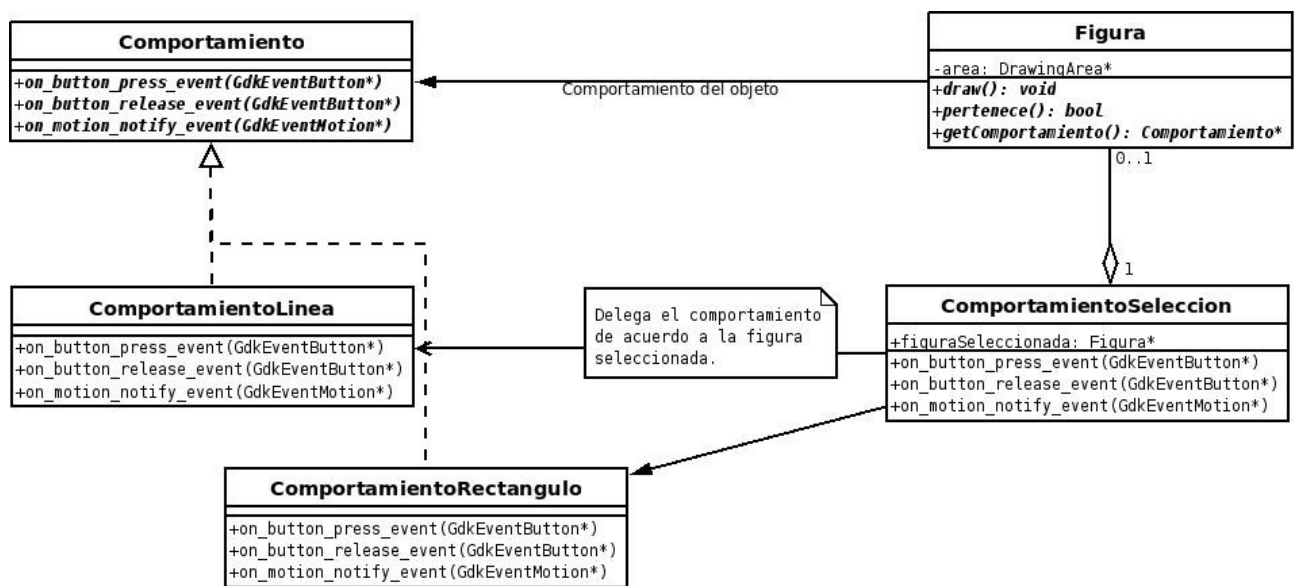 Comportamiento
+on_button_press_event(GdkEventButton*)
+on_button_release_event(GdkEventButton*)
+on_motion_notify_event(GdkEventMotion*)
Comportamiento del objeto
Figura
-area: DrawingArea*
+draw(): void
+pertenece(): bool
+getComportamiento(): Comportamiento*
0..1
1
ComportamientoLinea
+on_button_press_event(GdkEventButton*)
+on_button_release_event(GdkEventButton*)
+on_motion_notify_event(GdkEventMotion*)
Delega el comportamiento
de acuerdo a la figura
seleccionada.
ComportamientoSeleccion
+figuraSeleccionada: Figura*
+on_button_press_event(GdkEventButton*)
+on_button_release_event(GdkEventButton*)
+on_motion_notify_event(GdkEventMotion*)
ComportamientoRectangulo
+on_button_press_event(GdkEventButton*)
+on_button_release_event(GdkEventButton*)
+on_motion_notify_event(GdkEventMotion*)